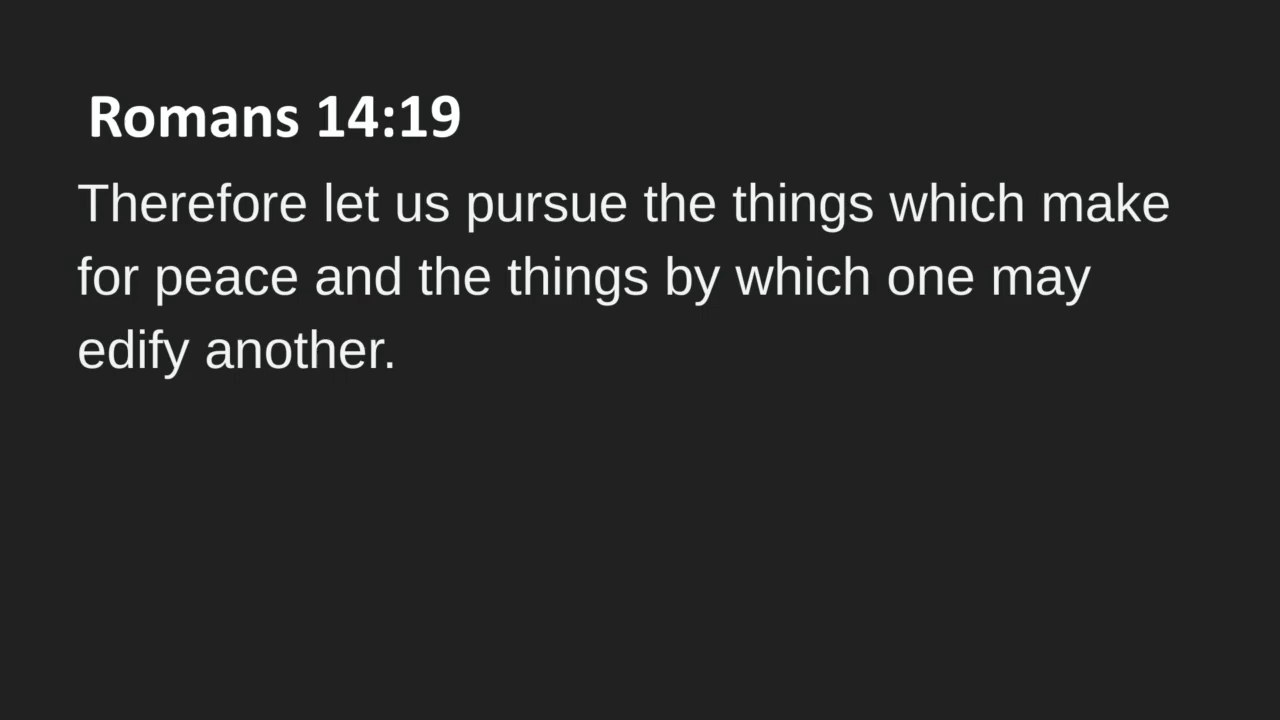 Romans 14:19
Therefore let us pursue the things which make
for peace and the things by which one may
edify another.